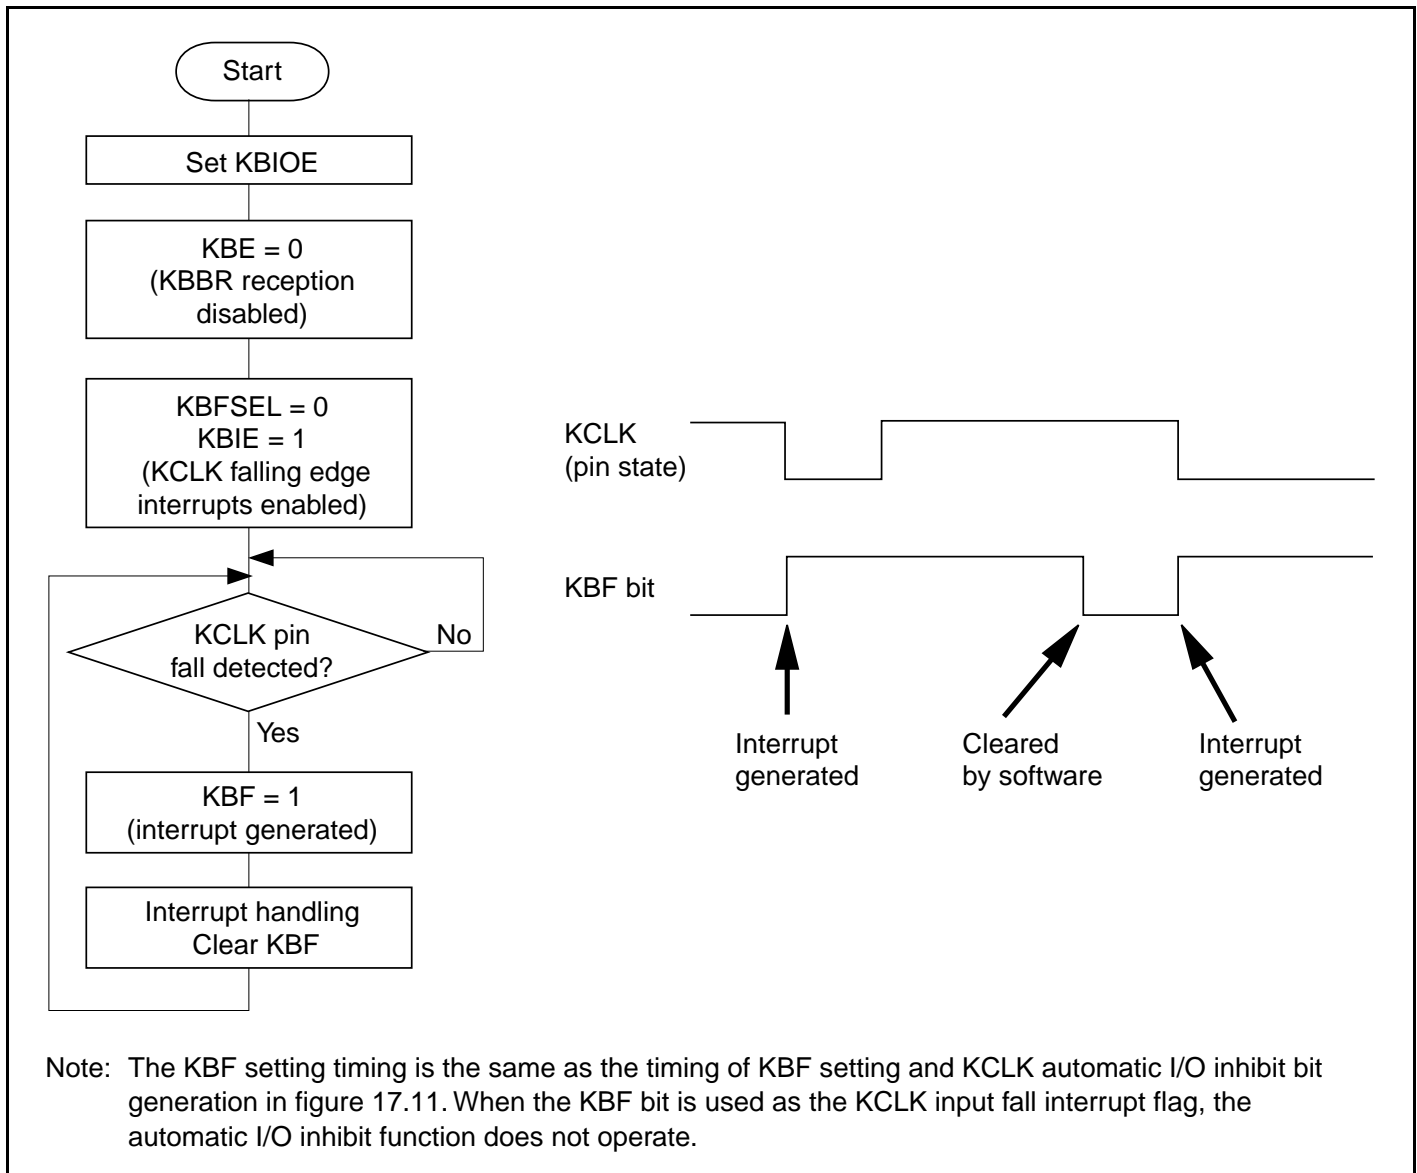 Start
Set KBIOE
KBE = 0
(KBBR reception
disabled)
KBFSEL = 0
KBIE = 1
(KCLK falling edge
interrupts enabled)
KCLK pin
fall detected?
No
Yes
KBF = 1
(interrupt generated)
Interrupt handling
Clear KBF
KCLK
(pin state)
KBF bit
Interrupt
generated
Cleared
by software
Interrupt
generated
Note: The KBF setting timing is the same as the timing of KBF setting and KCLK automatic I/O inhibit bit
generation in figure 17.11. When the KBF bit is used as the KCLK input fall interrupt flag, the
automatic I/O inhibit function does not operate.